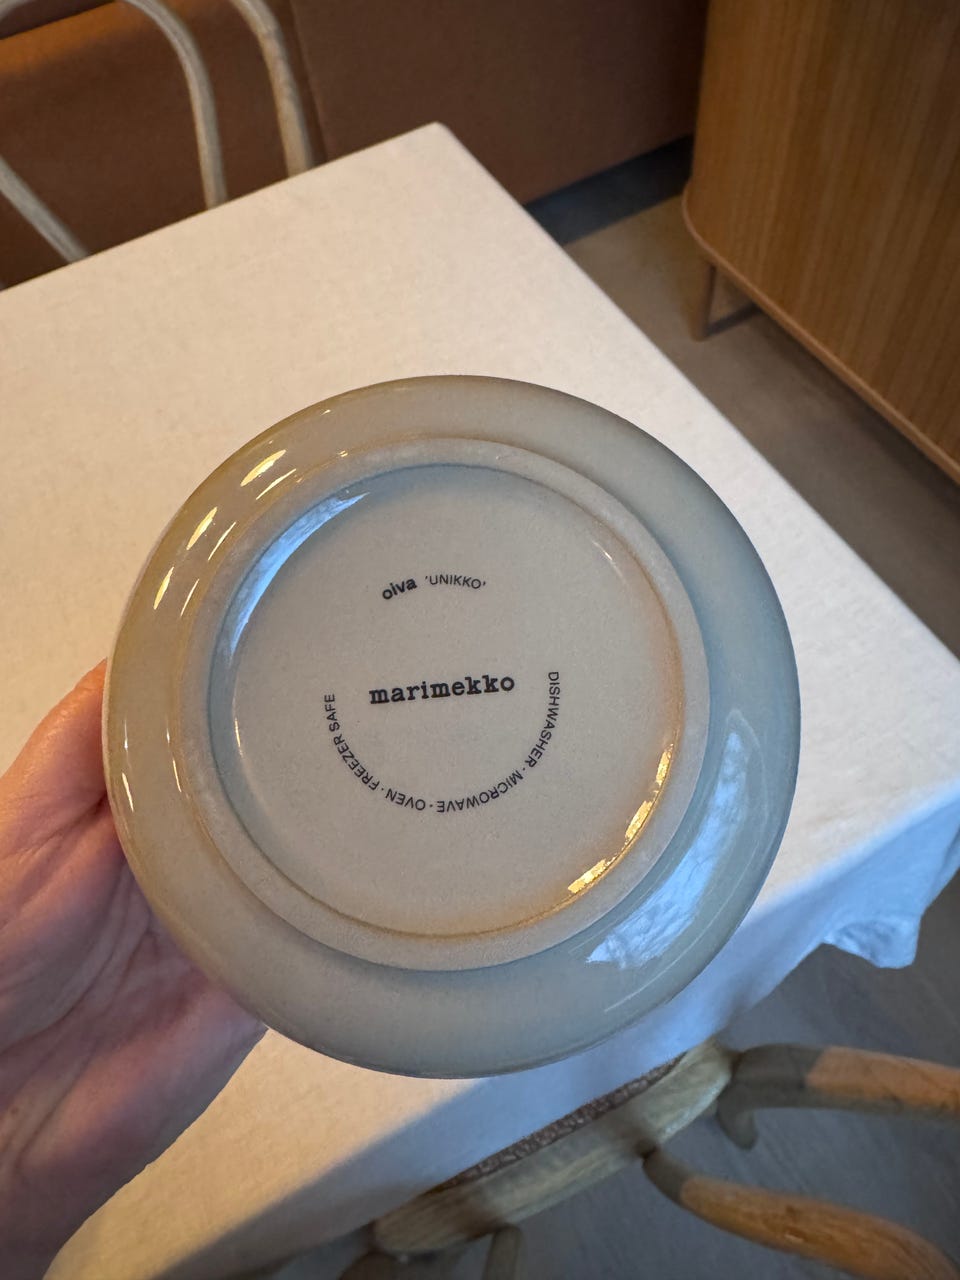 oiva 'UNIKKO'
marimekko
DISHWASHER · MICROWAVE · OVEN · FREEZER SAFE